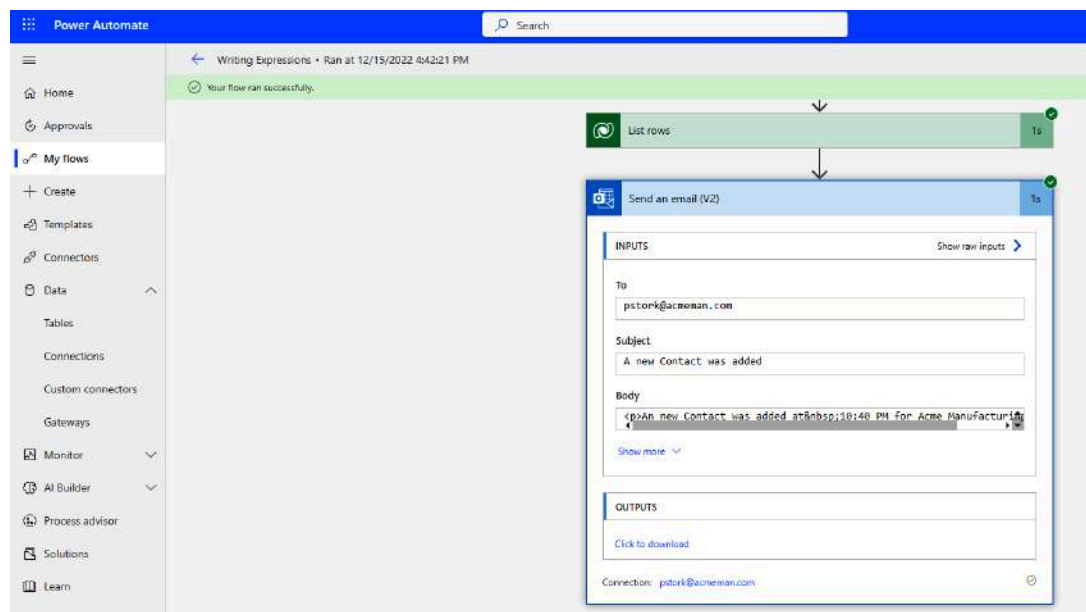 Power Automate
Search
Writing Expressions • Ran at 12/15/2022 4:42:21 PM
Your flow ran successfully.
Home
Approvals
My flows
Create
Templates
Connectors
Data
Tables
Connections
Custom connectors
Gateways
Monitor
AI Builder
Process advisor
Solutions
Learn
List rows
1s
Send an email (V2)
1s
INPUTS
Show raw inputs
To
pstork@acmeman.com
Subject
A new Contact was added
Body
<p>An new Contact was added at&nbsp;10:40 PM for Acme Manufacturing
Show more
OUTPUTS
Click to download
Connection: pstork@acmeman.com